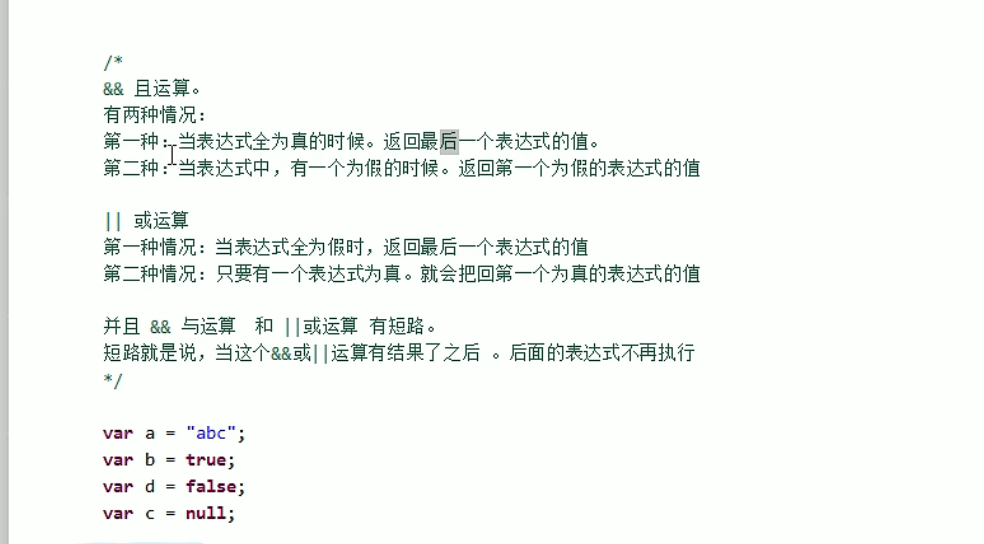 /*
&& 且运算。
有两种情况：
第一种：当表达式全为真的时候。返回最后一个表达式的值。
第二种：当表达式中，有一个为假的时候。返回第一个为假的表达式的值
|| 或运算
第一种情况：当表达式全为假时，返回最后一个表达式的值
第二种情况：只要有一个表达式为真。就会把回第一个为真的表达式的值
并且 && 与运算 和 ||或运算 有短路。
短路就是说，当这个&&或||运算有结果了之后 。后面的表达式不再执行
*/
var a = "abc";
var b = true;
var d = false;
var c = null;